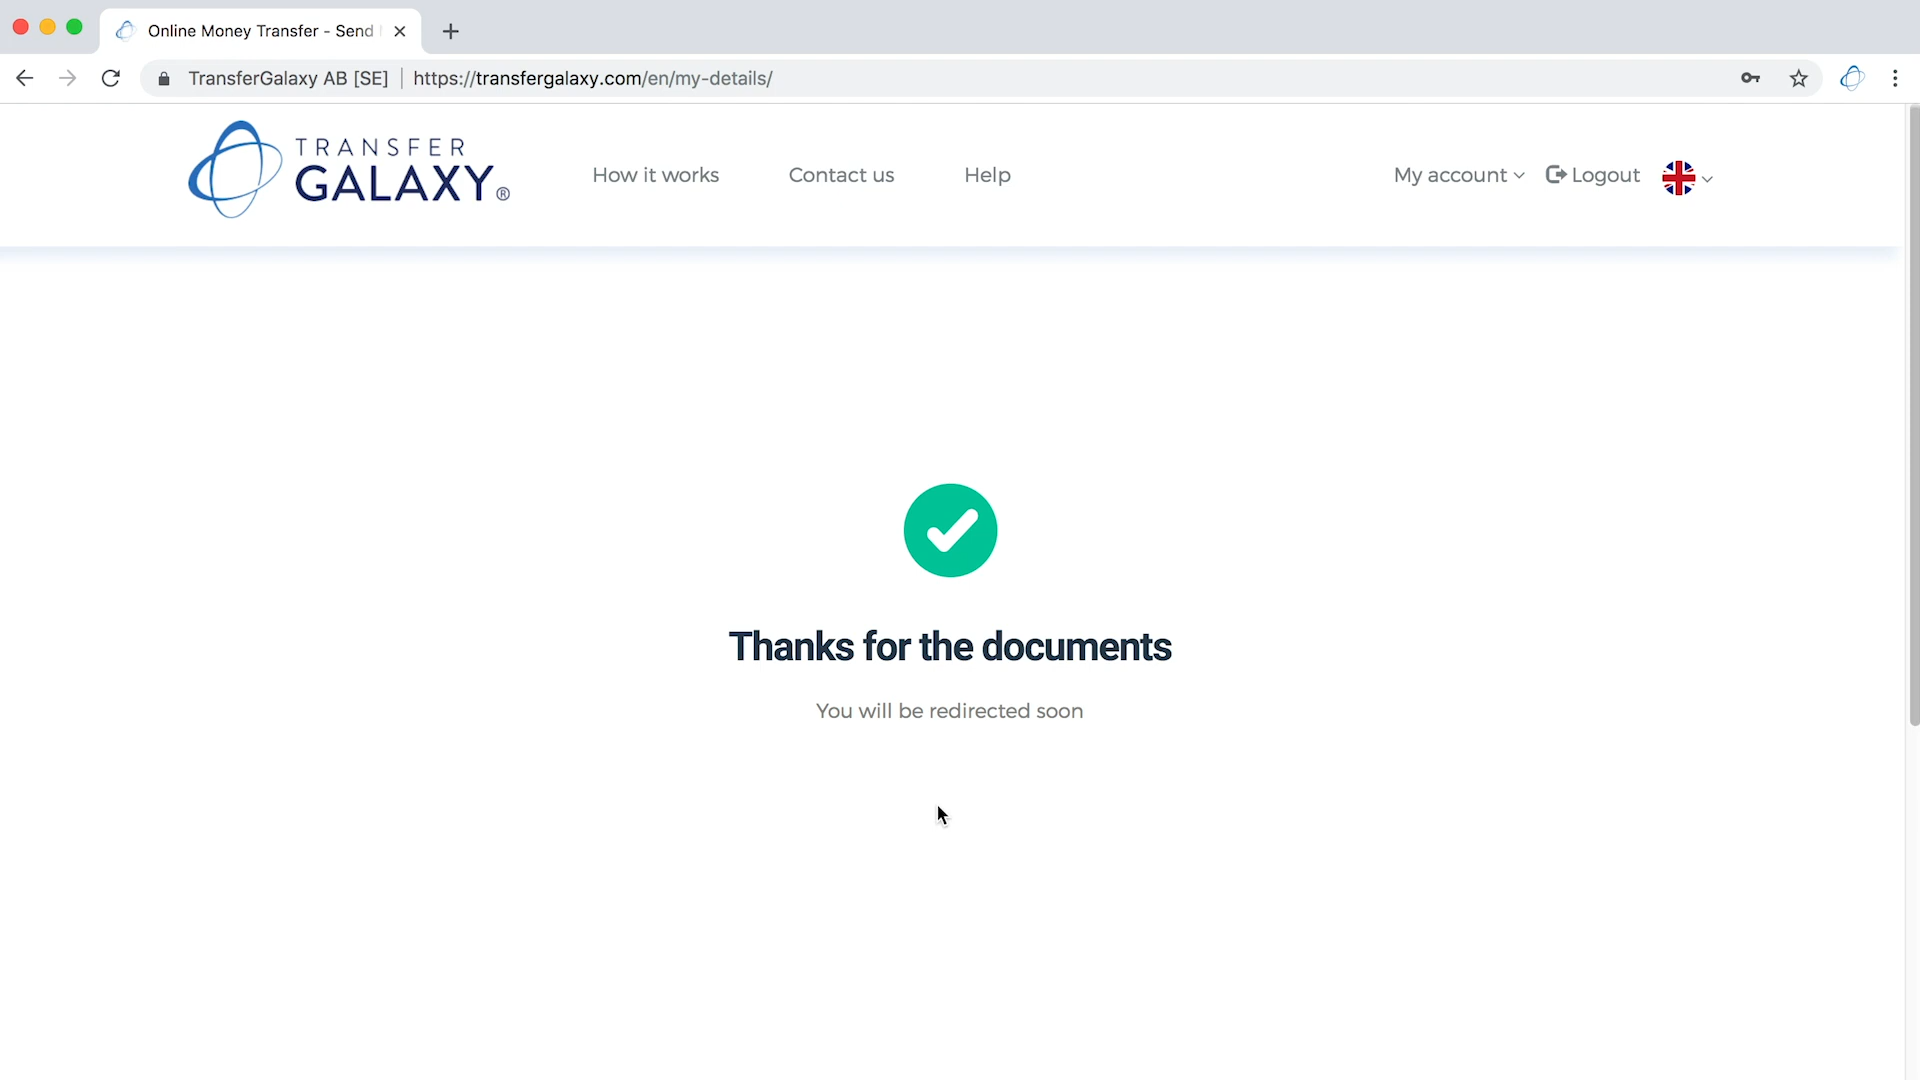 Online Money Transfer - Send
TransferGalaxy AB [SE] https://transfergalaxy.com/en/my-details/
TRANSFER
GALAXY®
How it works Contact us Help My account Logout
Thanks for the documents
You will be redirected soon